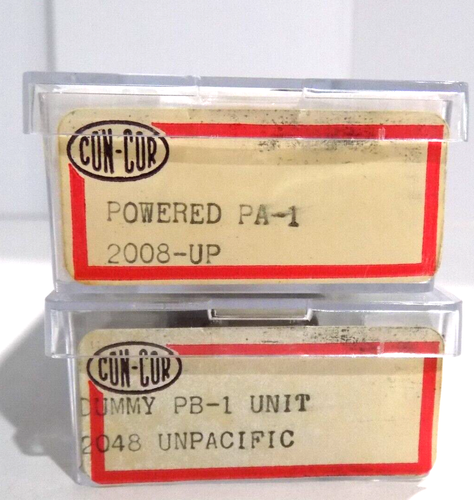 CON-COR
POWERED PA-1
2008-UP
CON-COR
DUMMY PB-1 UNIT
2048 UNPACIFIC